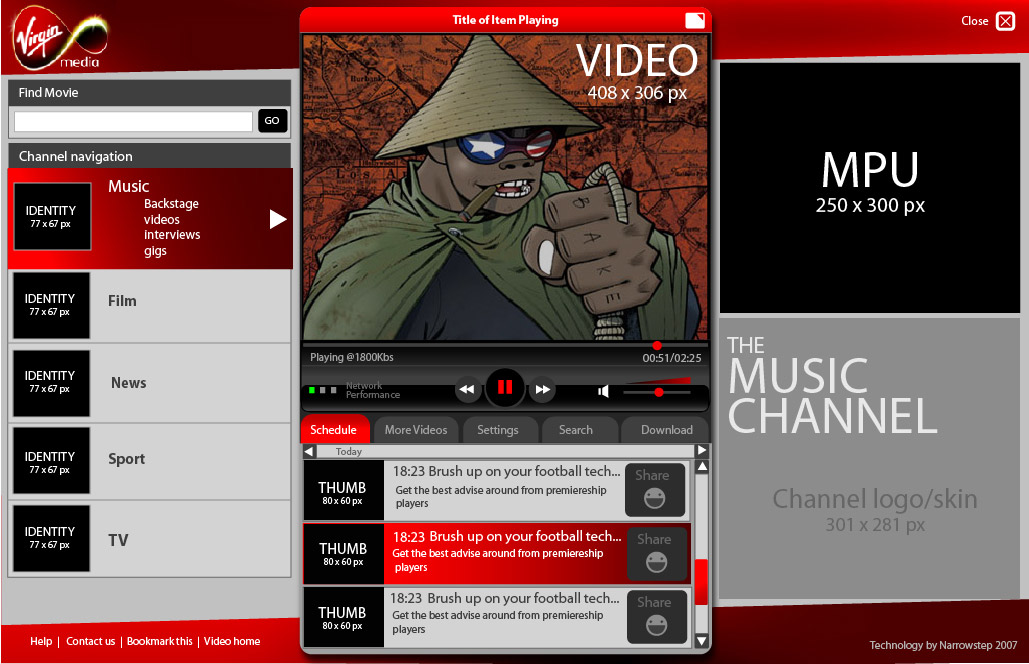 Virgin
media
Title of Item Playing
Close
Find Movie
GO
Channel navigation
IDENTITY
77 x 67 px
Music
Backstage
videos
interviews
gigs
IDENTITY
77 x 67 px
Film
IDENTITY
77 x 67 px
News
IDENTITY
77 x 67 px
Sport
IDENTITY
77 x 67 px
TV
VIDEO
408 x 306 px
B A K E
Playing @1800Kbs
00:51/02:25
Network
Performance
Schedule
More Videos
Settings
Search
Download
Today
THUMB
80 x 60 px
18:23 Brush up on your football tech...
Get the best advise around from premiereship
players
Share
THUMB
80 x 60 px
18:23 Brush up on your football tech...
Get the best advise around from premiereship
players
Share
THUMB
80 x 60 px
18:23 Brush up on your football tech...
Get the best advise around from premiereship
players
Share
MPU
250 x 300 px
THE
MUSIC
CHANNEL
Channel logo/skin
301 x 281 px
Help | Contact us | Bookmark this | Video home
Technology by Narrowstep 2007